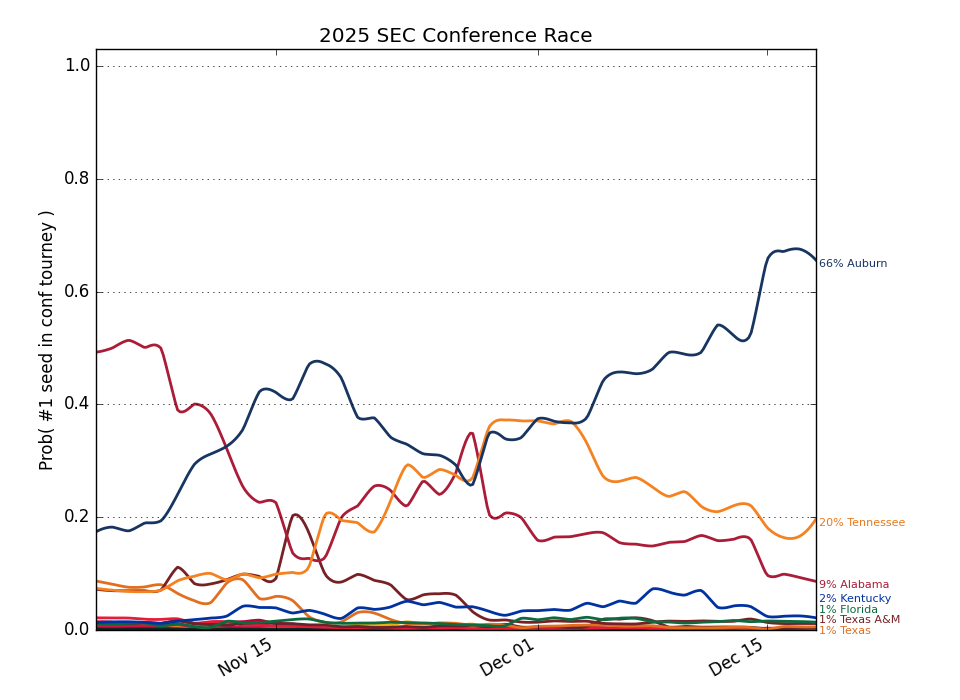 2025 SEC Conference Race
Prob( #1 seed in conf tourney )
1.0
0.8
0.6
0.4
0.2
0.0
Nov 15
Dec 01
Dec 15
66% Auburn
20% Tennessee
9% Alabama
2% Kentucky
1% Florida
1% Texas A&M
1% Texas